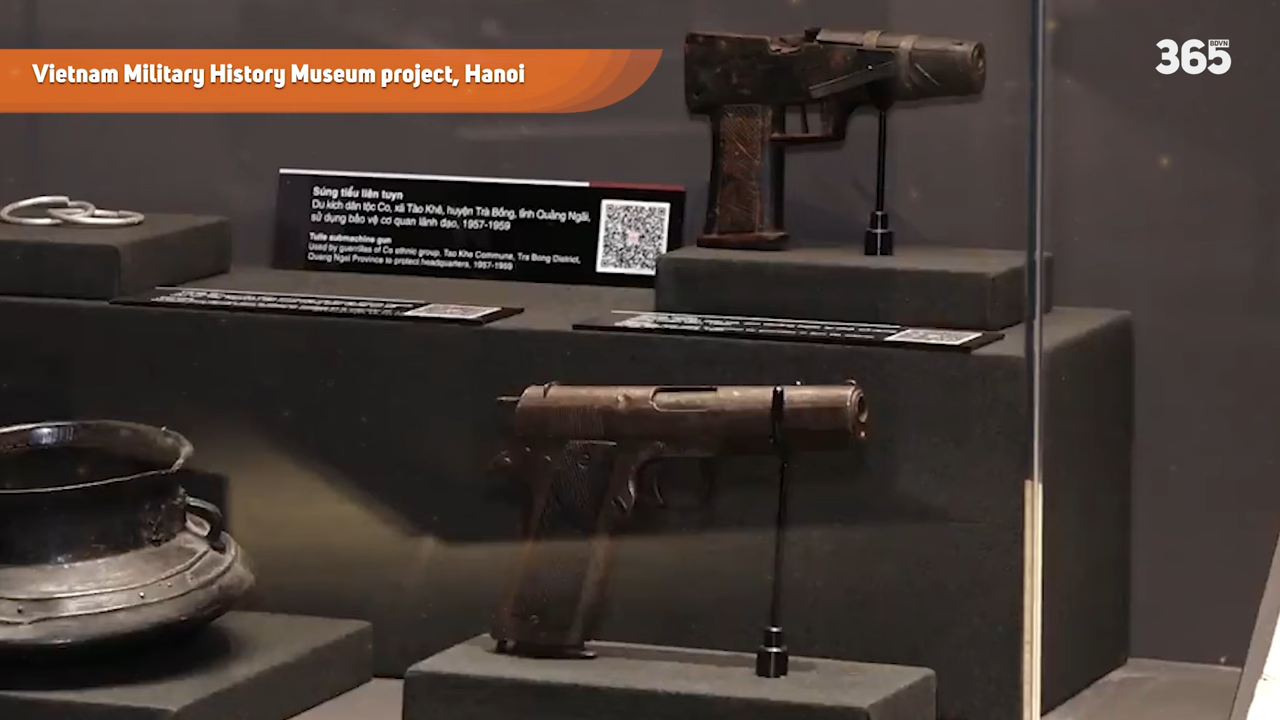 Vietnam Military History Museum project, Hanoi
365
BDVN
Súng tiểu liên tuyn
Du kích dân tộc Co, xã Tào Khê, huyện Trà Bồng, tỉnh Quảng Ngãi,
sử dụng bảo vệ cơ quan lãnh đạo, 1957-1959
Tulle submachine gun
Used by guerrillas of Co ethnic group, Tao Khe Commune, Tra Bong District,
Quang Ngai Province to protect headquarters, 1957-1959